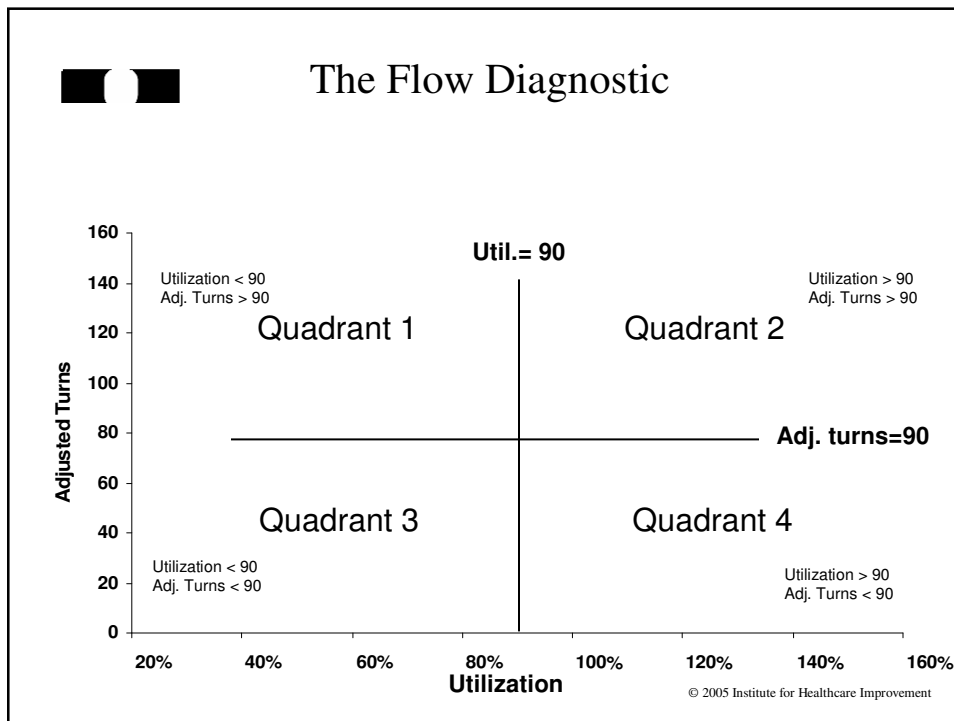 The Flow Diagnostic
160
140
120
100
80
60
40
20
0
Adjusted Turns
Util.= 90
Utilization < 90
Adj. Turns > 90
Quadrant 1
Utilization > 90
Adj. Turns > 90
Quadrant 2
Adj. turns=90
Quadrant 3
Utilization < 90
Adj. Turns < 90
Quadrant 4
Utilization > 90
Adj. Turns < 90
20% 40% 60% 80% 100% 120% 140% 160%
Utilization
© 2005 Institute for Healthcare Improvement